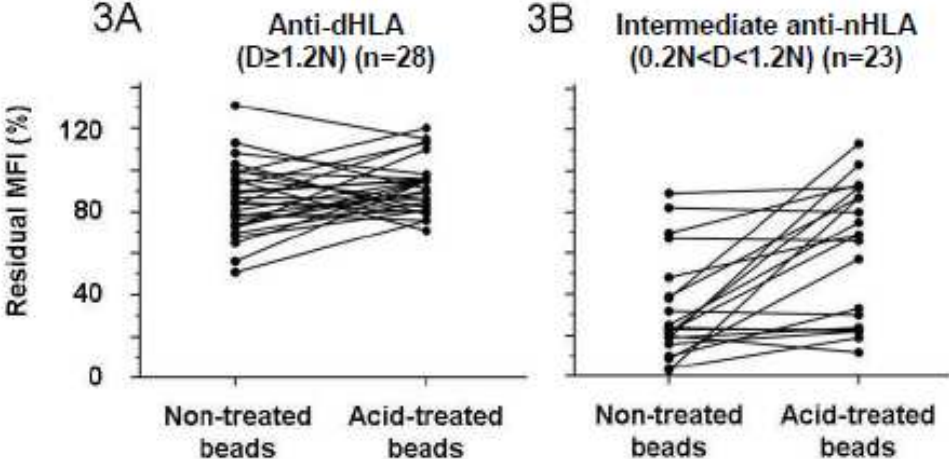 3A
Anti-dHLA
(D≥1.2N) (n=28)
Residual MFI (%)
120
80
40
0
Non-treated
beads
Acid-treated
beads
3B
Intermediate anti-nHLA
(0.2N<D<1.2N) (n=23)
Non-treated
beads
Acid-treated
beads